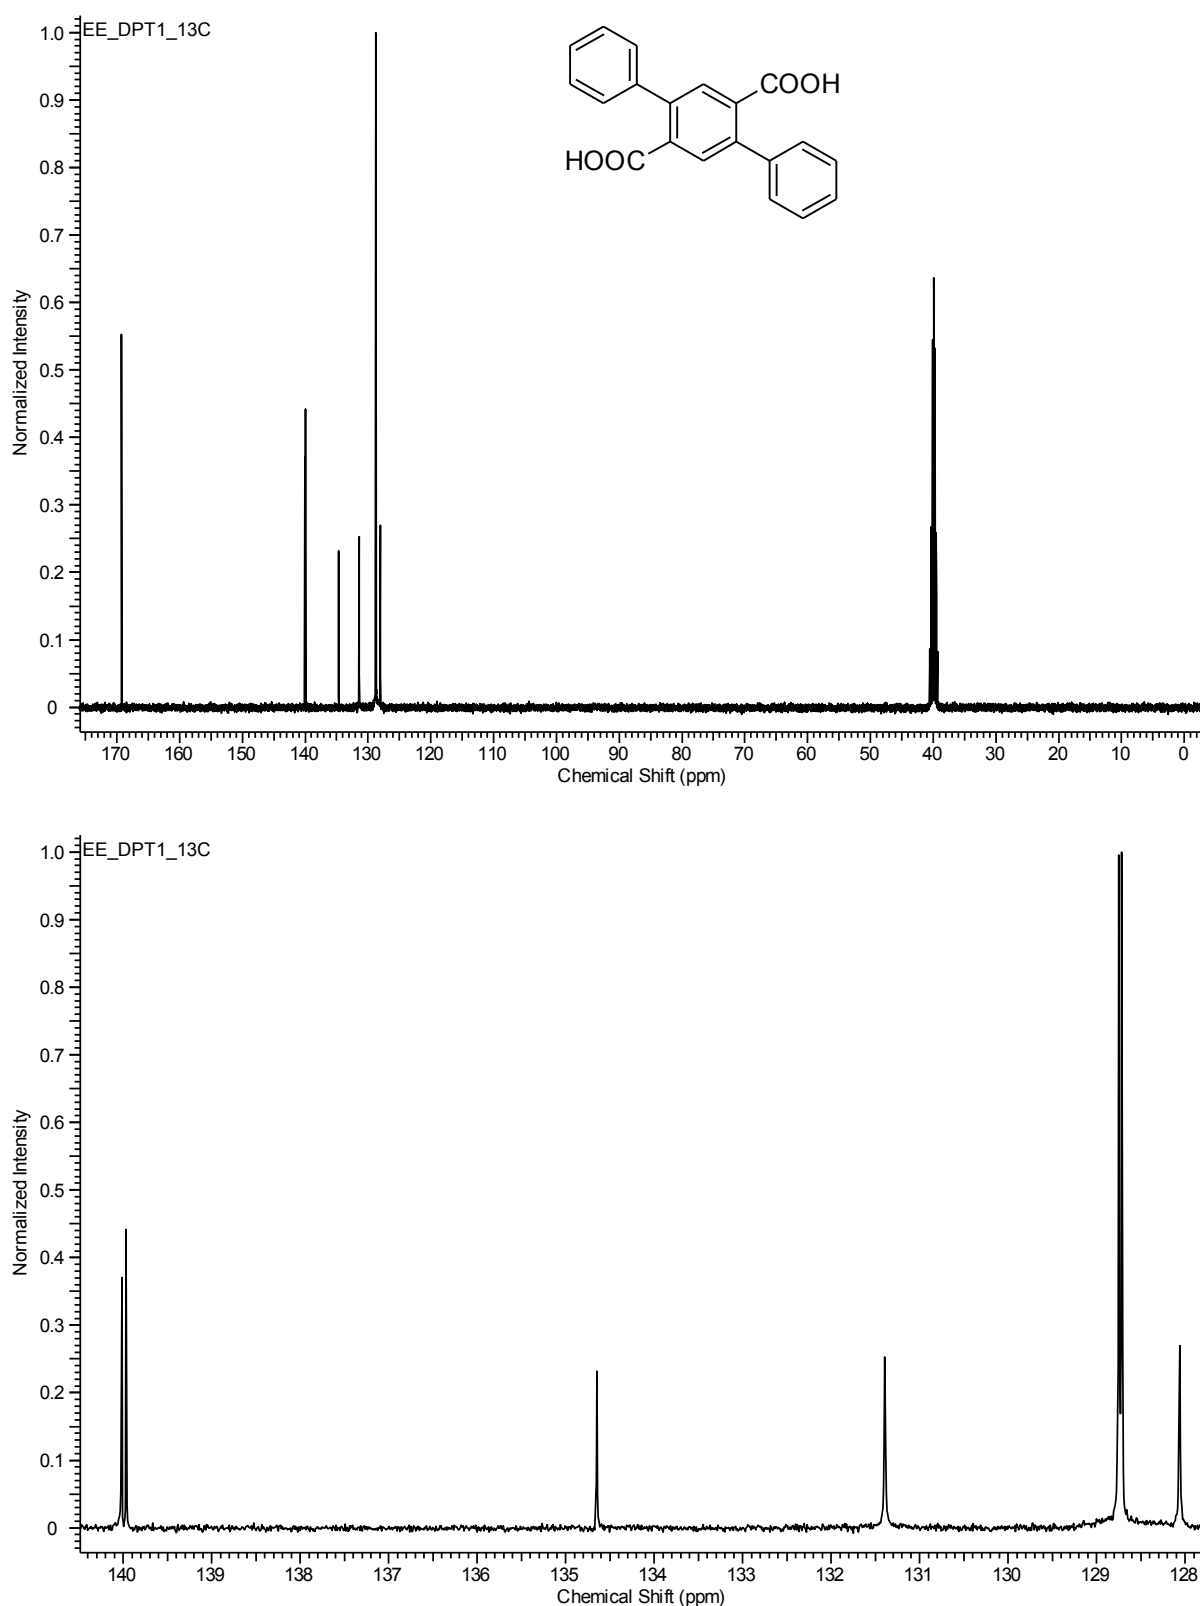 EE_DPT1_13C
COOH
HOOC
1.0
0.9
0.8
0.7
0.6
0.5
0.4
0.3
0.2
0.1
0
Normalized Intensity
170 160 150 140 130 120 110 100 90 80 70 60 50 40 30 20 10 0
Chemical Shift (ppm)
EE_DPT1_13C
1.0
0.9
0.8
0.7
0.6
0.5
0.4
0.3
0.2
0.1
0
Normalized Intensity
140 139 138 137 136 135 134 133 132 131 130 129 128
Chemical Shift (ppm)